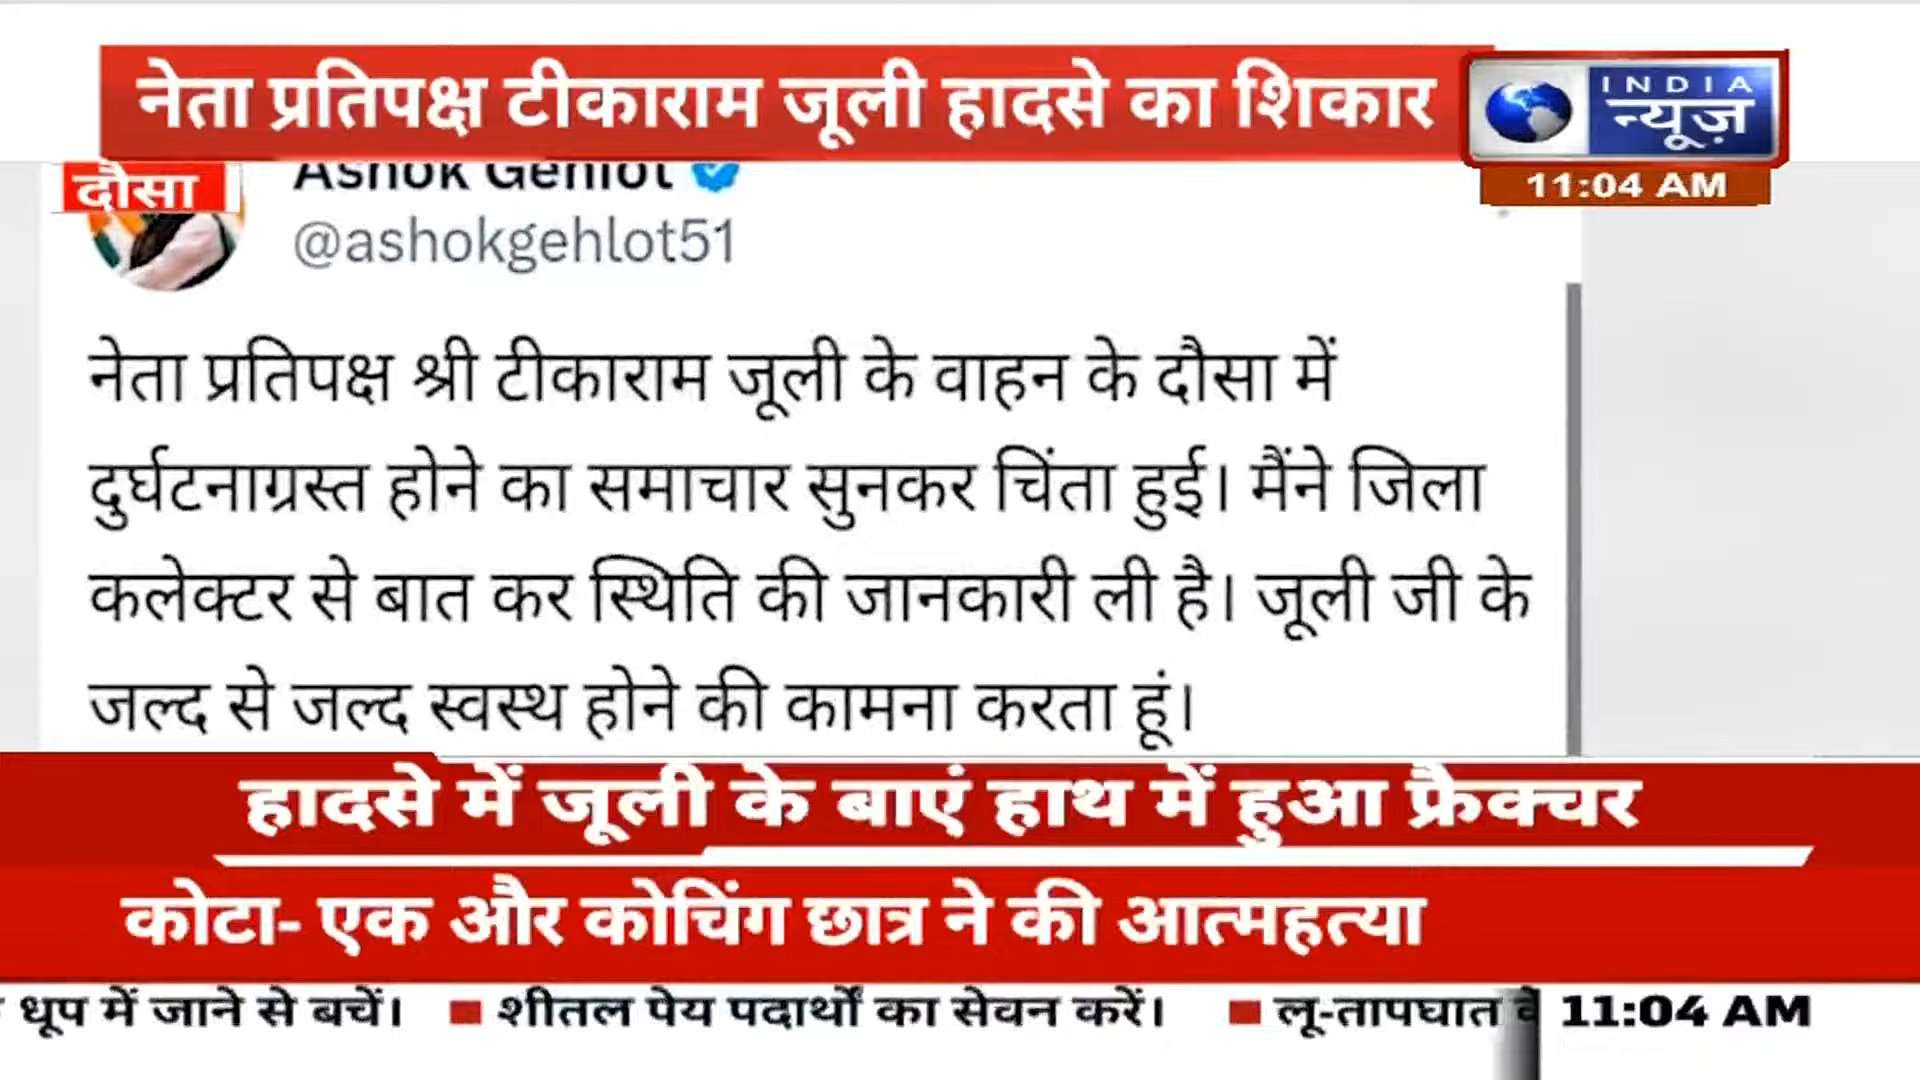 नेता प्रतिपक्ष टीकाराम जूली हादसे का शिकार
INDIA
न्यूज़
11:04 AM
दौसा
Ashok Gehlot
@ashokgehlot51
नेता प्रतिपक्ष श्री टीकाराम जूली के वाहन के दौसा में
दुर्घटनाग्रस्त होने का समाचार सुनकर चिंता हुई। मैंने जिला
कलेक्टर से बात कर स्थिति की जानकारी ली है। जूली जी के
जल्द से जल्द स्वस्थ होने की कामना करता हूं।
हादसे में जूली के बाएं हाथ में हुआ फ्रैक्चर
कोटा- एक और कोचिंग छात्र ने की आत्महत्या
धूप में जाने से बचें। ■ शीतल पेय पदार्थों का सेवन करें। ■ लू-तापघात 11:04 AM